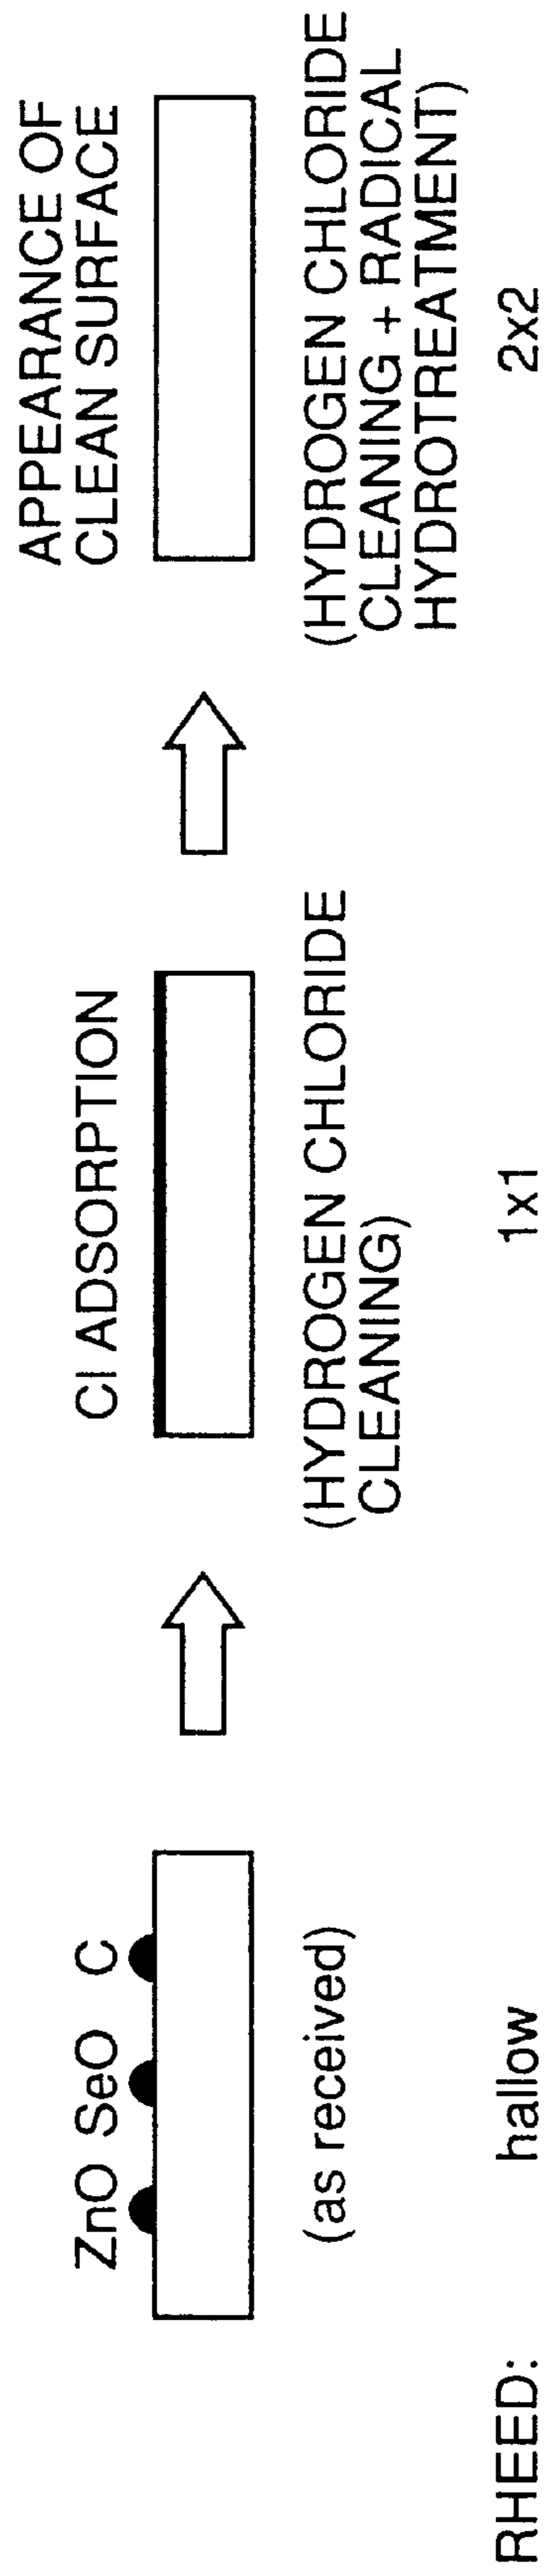 ZnO SeO C
(as received)
CI ADSORPTION
(HYDROGEN CHLORIDE
CLEANING)
APPEARANCE OF
CLEAN SURFACE
(HYDROGEN CHLORIDE
CLEANING + RADICAL
HYDROTREATMENT)
RHEED: hallow 1x1 2x2